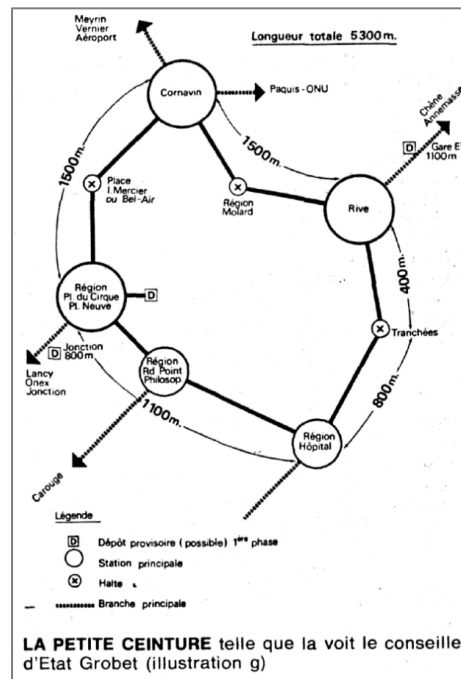 Meyrin
Vernier
Aéroport
Longueur totale 5300m.
Cornavin
Paquis-ONU
Chêne
Annemasse
D
Gare E
1100m
1500m.
1500m.
Place
I. Mercier
ou Bel-Air
Région
Molard
Rive
Région
Pl. du Cirque
Pl. Neuve
D
400m.
Tranchées
D
Jonction
800m.
Lancy
Onex
Jonction
Région
Rd Point
Philosop.
1100m.
800m.
Région
Hôpital
Carouge
Légende
D Dépôt provisoire (possible) 1ère phase
Station principale
Halte
Branche principale
LA PETITE CEINTURE telle que la voit le conseille
d'Etat Grobet (illustration g)